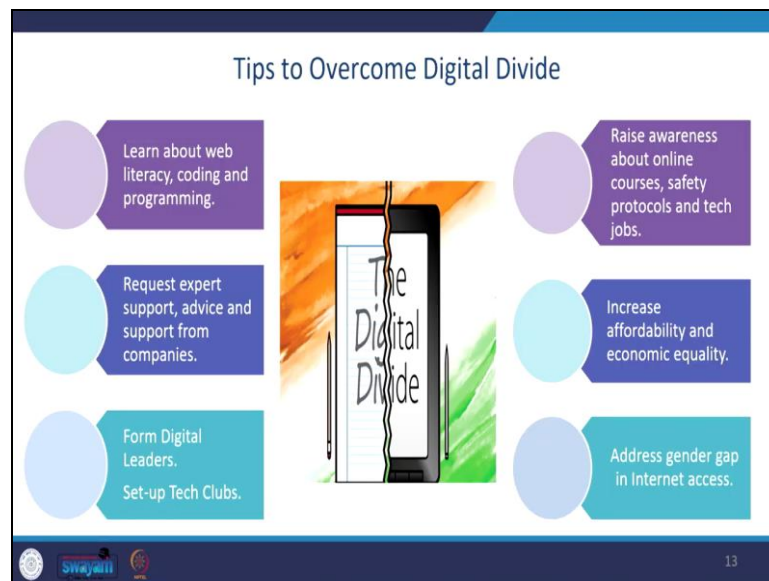 Tips to Overcome Digital Divide
Learn about web
literacy, coding and
programming.
Request expert
support, advice and
support from
companies.
Form Digital
Leaders.
Set-up Tech Clubs.
The
Digital
Divide
Raise awareness
about online
courses, safety
protocols and tech
jobs.
Increase
affordability and
economic equality.
Address gender gap
in Internet access.
swayam
13